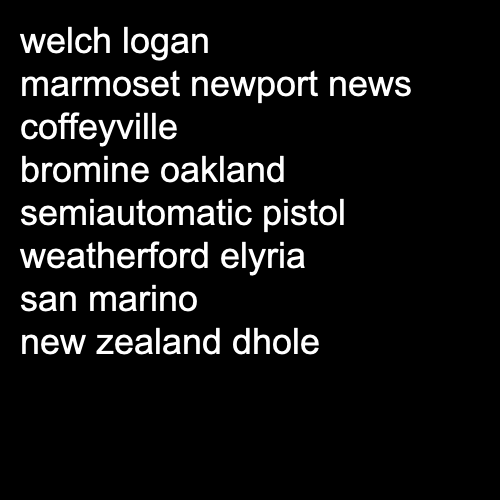 welch logan
marmoset newport news
coffeyville
bromine oakland
semiautomatic pistol
weatherford elyria
san marino
new zealand dhole